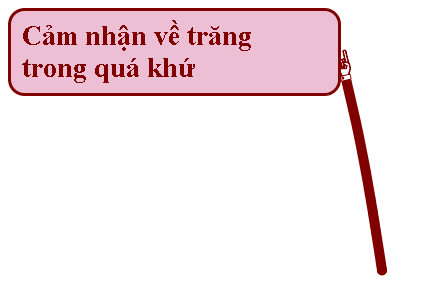 Cảm nhận về trăng
trong quá khứ